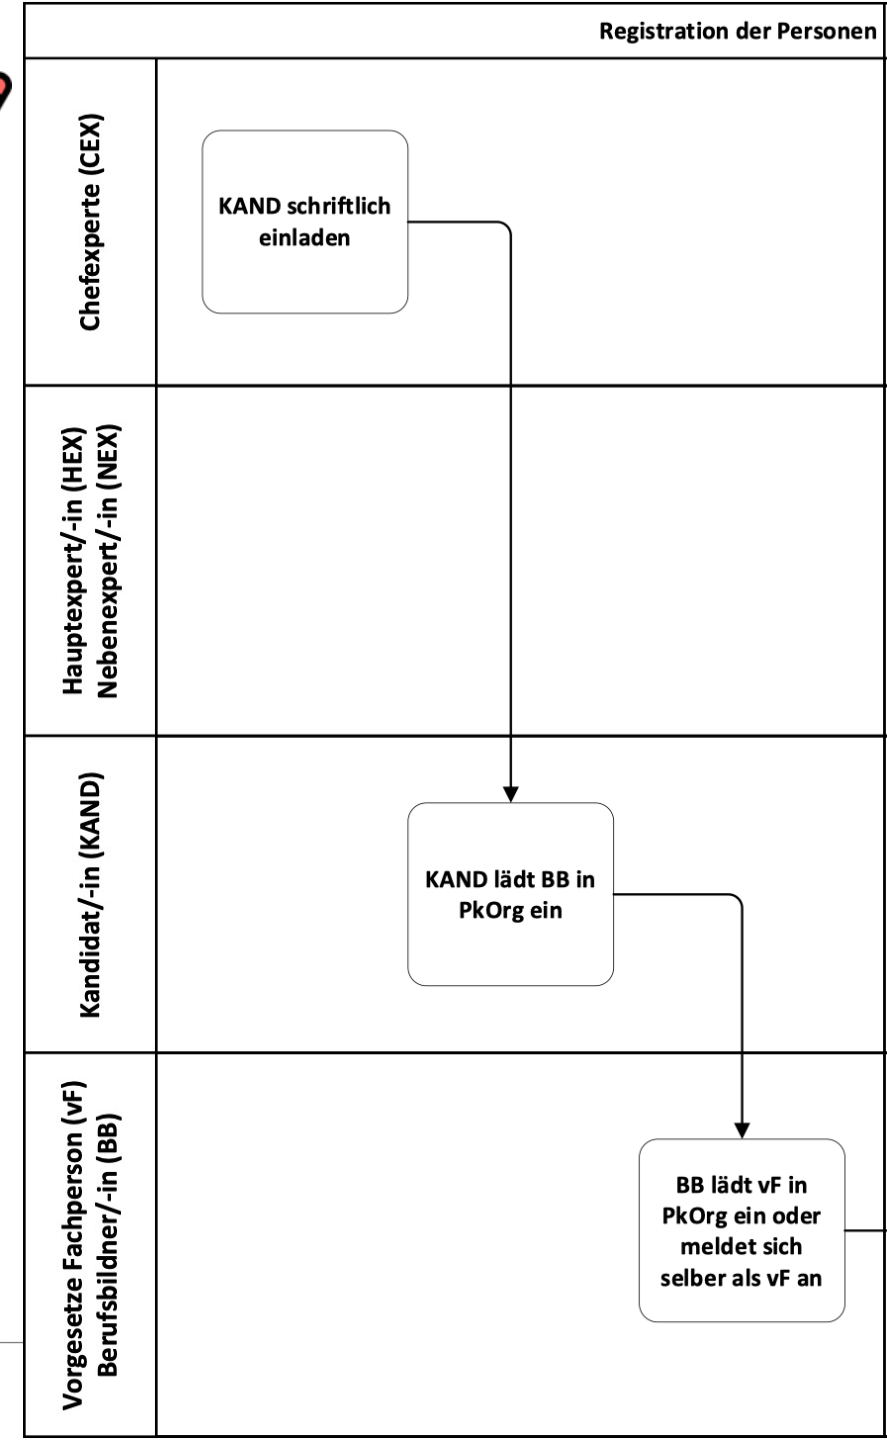 Registration der Personen
Chefexperte (CEX)
KAND schriftlich
einladen
Hauptexpert/-in (HEX)
Nebenexpert/-in (NEX)
Kandidat/-in (KAND)
KAND lädt BB in
PkOrg ein
Vorgesetze Fachperson (vF)
Berufsbildner/-in (BB)
BB lädt vF in
PkOrg ein oder
meldet sich
selber als vF an